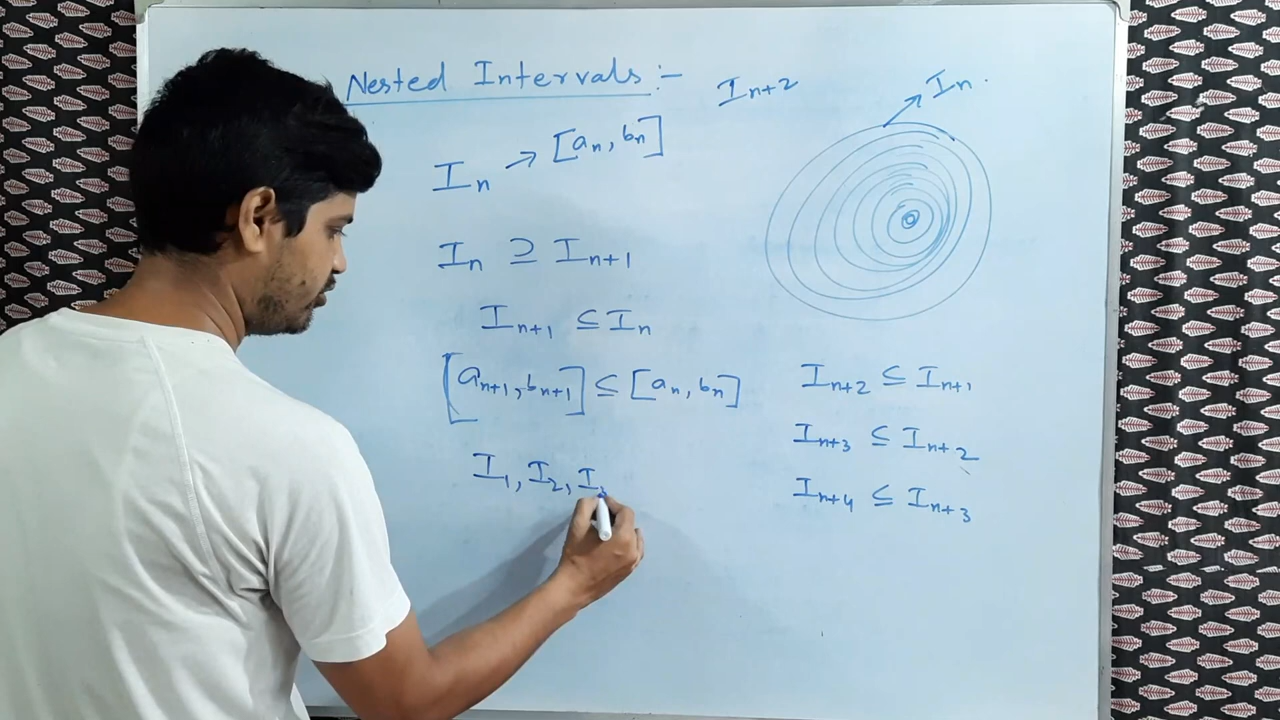 Nested Intervals :-
Iₙ → [aₙ, bₙ]
Iₙ ⊇ Iₙ₊₁
Iₙ₊₁ ⊆ Iₙ
[aₙ₊₁, bₙ₊₁] ⊆ [aₙ, bₙ]
I₁, I₂, I₃
Iₙ₊₂
Iₙ.
Iₙ₊₂ ⊆ Iₙ₊₁
Iₙ₊₃ ⊆ Iₙ₊₂
Iₙ₊₄ ⊆ Iₙ₊₃